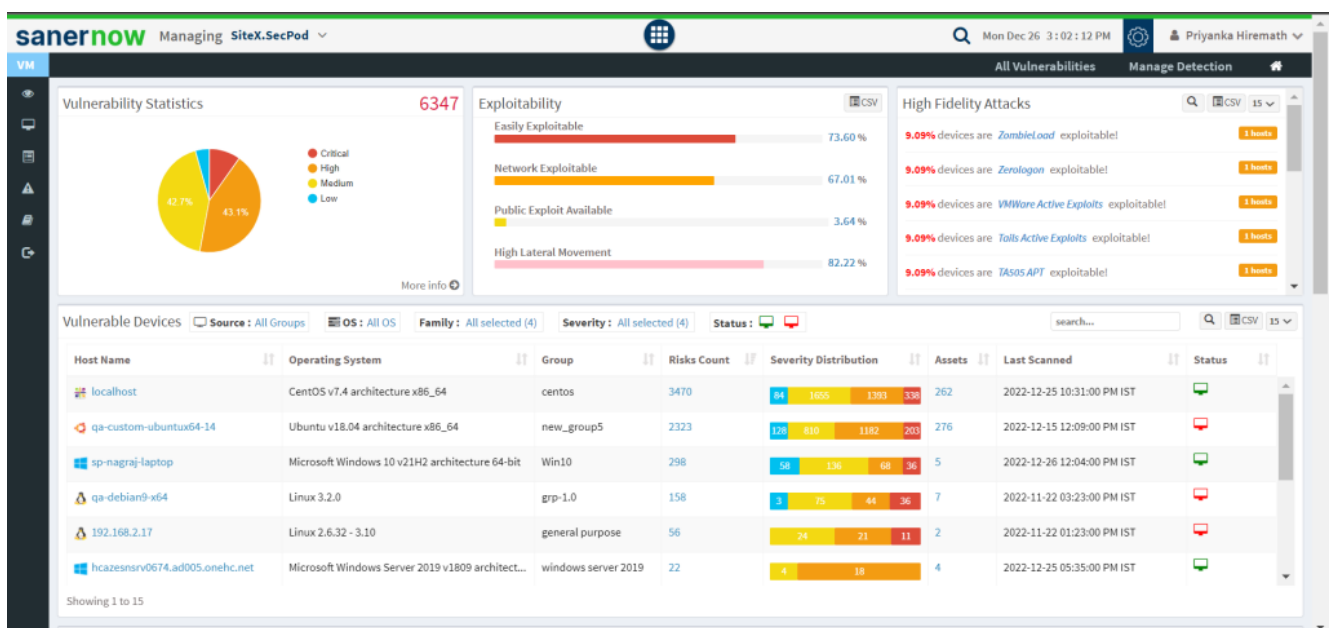 sanernow Managing SiteX.SecPod Mon Dec 26 3:02:12 PM Priyanka Hiremath
VM All Vulnerabilities Manage Detection
Vulnerability Statistics 6347
Critical
High
Medium
Low
42.7%
43.1%
More info
Exploitability CSV
Easily Exploitable
73.60 %
Network Exploitable
67.01 %
Public Exploit Available
3.64 %
High Lateral Movement
82.22 %
High Fidelity Attacks CSV 15
9.09% devices are ZombieLoad exploitable! 1 hosts
9.09% devices are Zerologon exploitable! 1 hosts
9.09% devices are VMWare Active Exploits exploitable! 1 hosts
9.09% devices are Tails Active Exploits exploitable! 1 hosts
9.09% devices are TA505 APT exploitable! 1 hosts
Vulnerable Devices Source : All Groups OS : All OS Family : All selected (4) Severity : All selected (4) Status : search... CSV 15
Host Name Operating System Group Risks Count Severity Distribution Assets Last Scanned Status
localhost CentOS v7.4 architecture x86_64 centos 3470 84 1655 1393 338 262 2022-12-25 10:31:00 PM IST
qa-custom-ubuntux64-14 Ubuntu v18.04 architecture x86_64 new_group5 2323 128 810 1182 203 276 2022-12-15 12:09:00 PM IST
sp-nagraj-laptop Microsoft Windows 10 v21H2 architecture 64-bit Win10 298 58 136 68 36 5 2022-12-26 12:04:00 PM IST
qa-debian9-x64 Linux 3.2.0 grp-1.0 158 3 75 44 36 7 2022-11-22 03:23:00 PM IST
192.168.2.17 Linux 2.6.32 - 3.10 general purpose 56 24 21 11 2 2022-11-22 01:23:00 PM IST
hcazesnsrv0674.ad005.onehc.net Microsoft Windows Server 2019 v1809 architect... windows server 2019 22 4 18 4 2022-12-25 05:35:00 PM IST
Showing 1 to 15